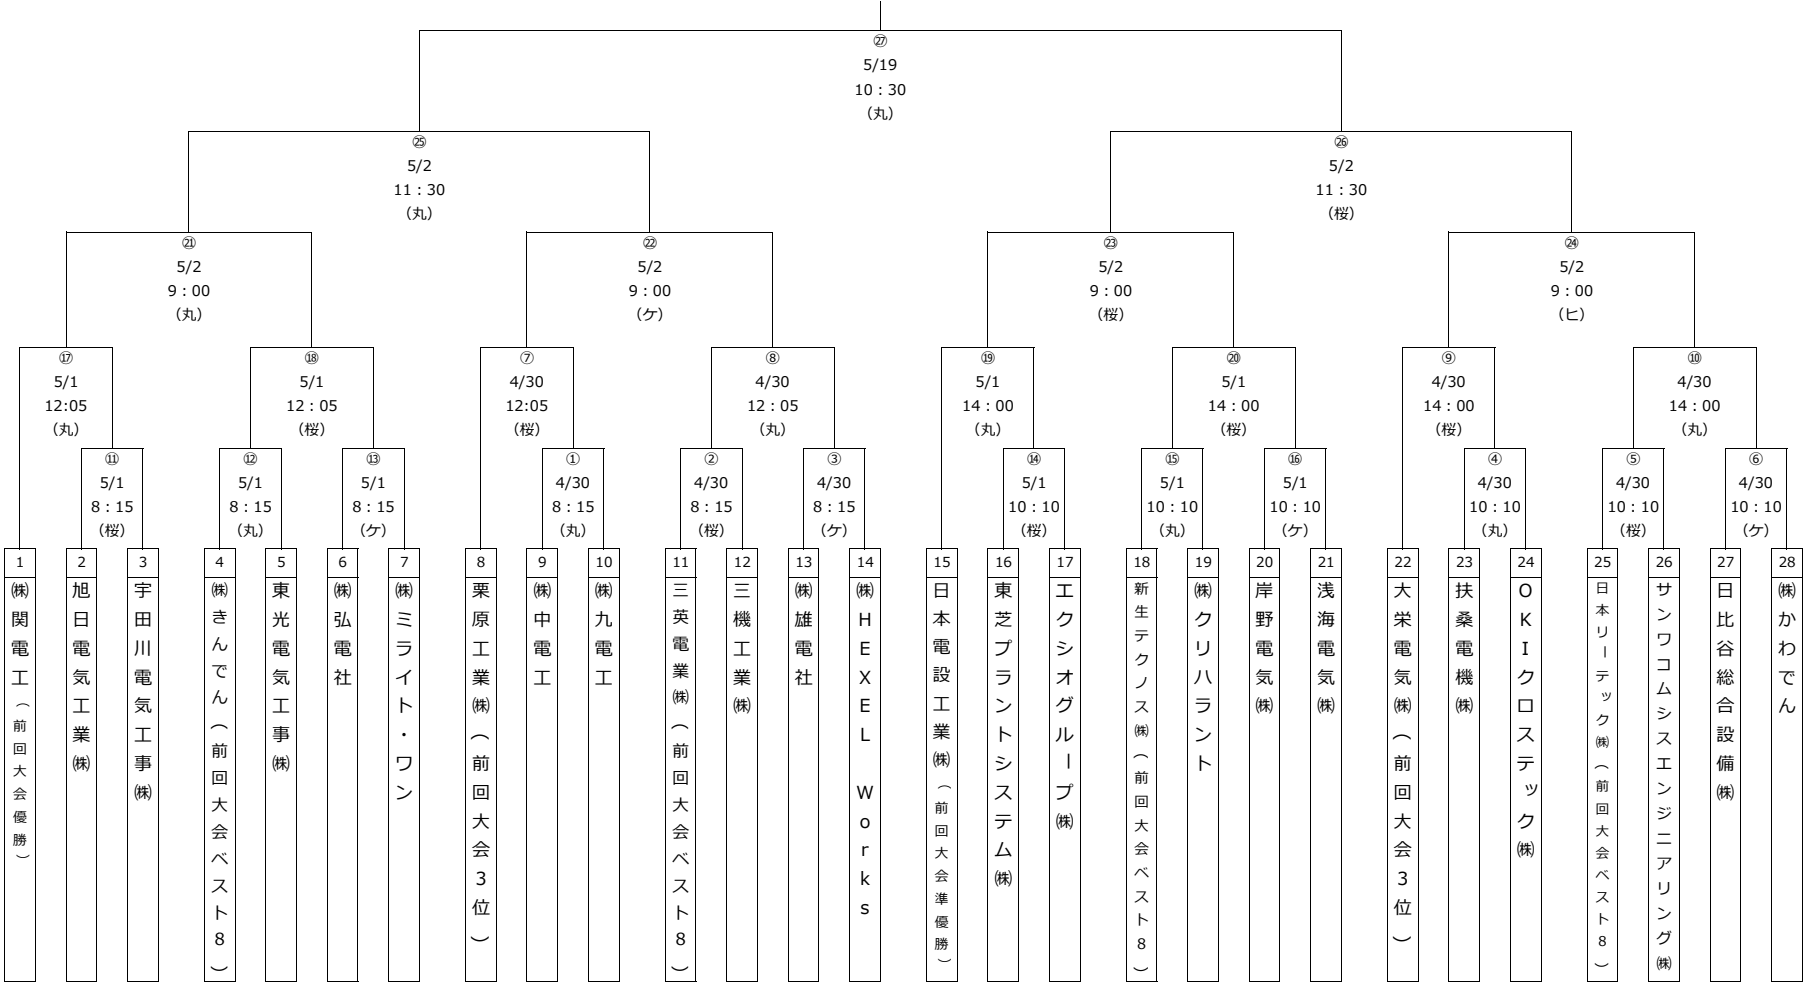 ㉗
5/19
10：30
（丸）
㉕
5/2
11：30
（丸）
㉖
5/2
11：30
（桜）
㉑
5/2
9：00
（丸）
㉒
5/2
9：00
（ケ）
㉓
5/2
9：00
（桜）
㉔
5/2
9：00
（ヒ）
⑰
5/1
12:05
（丸）
⑱
5/1
12：05
（桜）
⑦
4/30
12:05
（桜）
⑧
4/30
12：05
（丸）
⑲
5/1
14：00
（丸）
⑳
5/1
14：00
（桜）
⑨
4/30
14：00
（桜）
⑩
4/30
14：00
（丸）
⑪
5/1
8：15
（桜）
⑫
5/1
8：15
（丸）
⑬
5/1
8：15
（ケ）
①
4/30
8：15
（丸）
②
4/30
8：15
（桜）
③
4/30
8：15
（ケ）
⑭
5/1
10：10
（桜）
⑮
5/1
10：10
（丸）
⑯
5/1
10：10
（ケ）
④
4/30
10：10
（丸）
⑤
4/30
10：10
（桜）
⑥
4/30
10：10
（ケ）
1
㈱関電工（前回大会優勝）
2
旭日電気工業㈱
3
宇田川電気工事㈱
4
㈱きんでん（前回大会ベスト8）
5
東光電気工事㈱
6
㈱弘電社
7
㈱ミライト・ワン
8
栗原工業㈱（前回大会3位）
9
㈱中電工
10
㈱九電工
11
三英電業㈱（前回大会ベスト8）
12
三機工業㈱
13
㈱雄電社
14
㈱HEXEL Works
15
日本電設工業㈱（前回大会準優勝）
16
東芝プラントシステム㈱
17
エクシオグループ㈱
18
新生テクノス㈱（前回大会ベスト8）
19
㈱クリハラント
20
岸野電気㈱
21
浅海電気㈱
22
大栄電気㈱（前回大会3位）
23
扶桑電機㈱
24
OKIクロステック㈱
25
日本リーテック㈱（前回大会ベスト8）
26
サンワコムシスエンジニアリング㈱
27
日比谷総合設備㈱
28
㈱かわでん